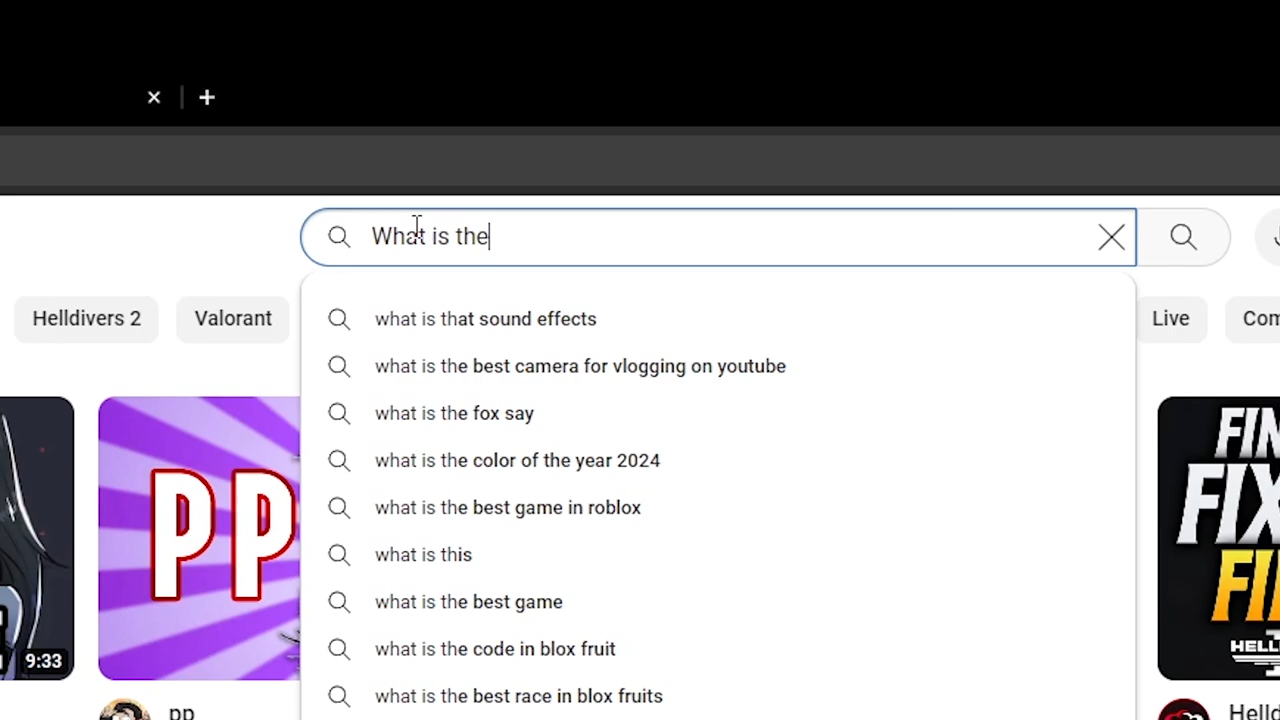 What is the
Helldivers 2
Valorant
Live
what is that sound effects
what is the best camera for vlogging on youtube
what is the fox say
what is the color of the year 2024
what is the best game in roblox
what is this
what is the best game
what is the code in blox fruit
what is the best race in blox fruits
9:33
PP
pp